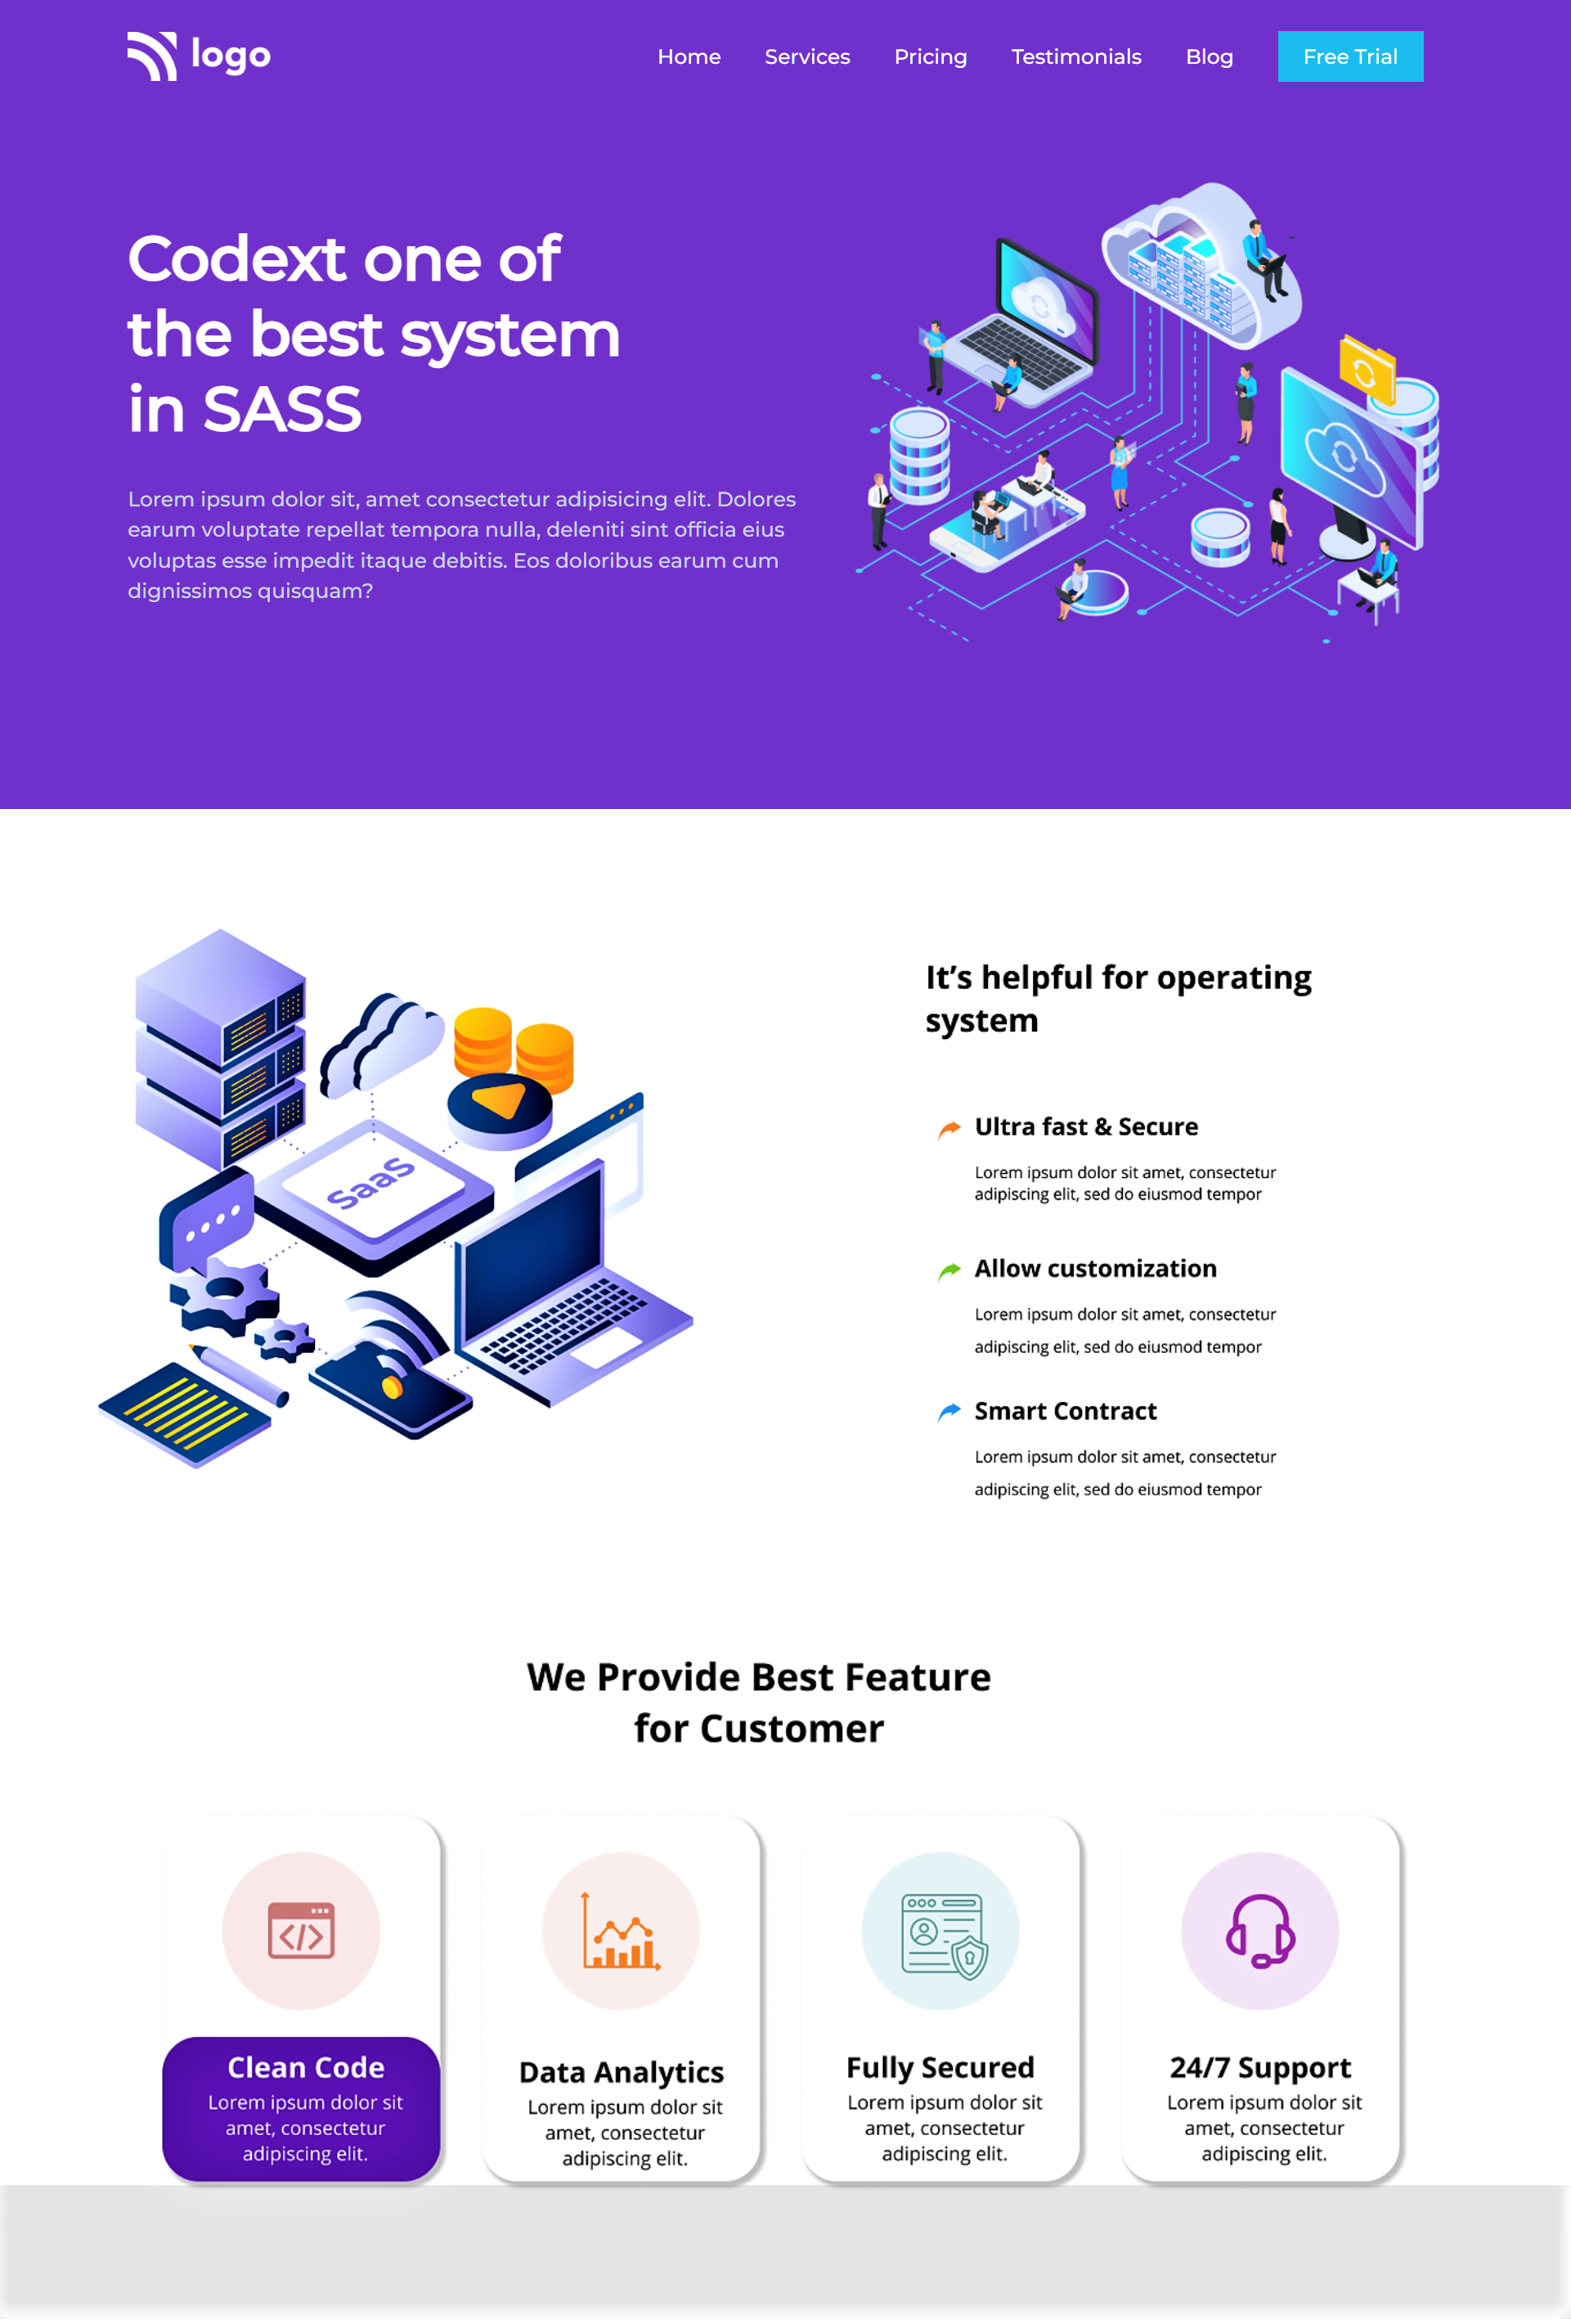 logo
Home Services Pricing Testimonials Blog Free Trial
Codext one of
the best system
in SASS
Lorem ipsum dolor sit, amet consectetur adipisicing elit. Dolores
earum voluptate repellat tempora nulla, deleniti sint officia eius
voluptas esse impedit itaque debitis. Eos doloribus earum cum
dignissimos quisquam?
SaaS
It’s helpful for operating
system
Ultra fast & Secure
Lorem ipsum dolor sit amet, consectetur
adipiscing elit, sed do eiusmod tempor
Allow customization
Lorem ipsum dolor sit amet, consectetur
adipiscing elit, sed do eiusmod tempor
Smart Contract
Lorem ipsum dolor sit amet, consectetur
adipiscing elit, sed do eiusmod tempor
We Provide Best Feature
for Customer
Clean Code
Lorem ipsum dolor sit
amet, consectetur
adipiscing elit.
Data Analytics
Lorem ipsum dolor sit
amet, consectetur
adipiscing elit.
Fully Secured
Lorem ipsum dolor sit
amet, consectetur
adipiscing elit.
24/7 Support
Lorem ipsum dolor sit
amet, consectetur
adipiscing elit.